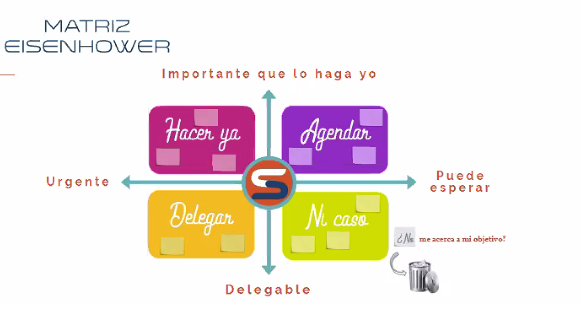 MATRIZ
EISENHOWER
Importante que lo haga yo
Hacer ya
Agendar
Urgente
Puede
esperar
Delegar
Ni caso
¿No me acerca a mi objetivo?
Delegable